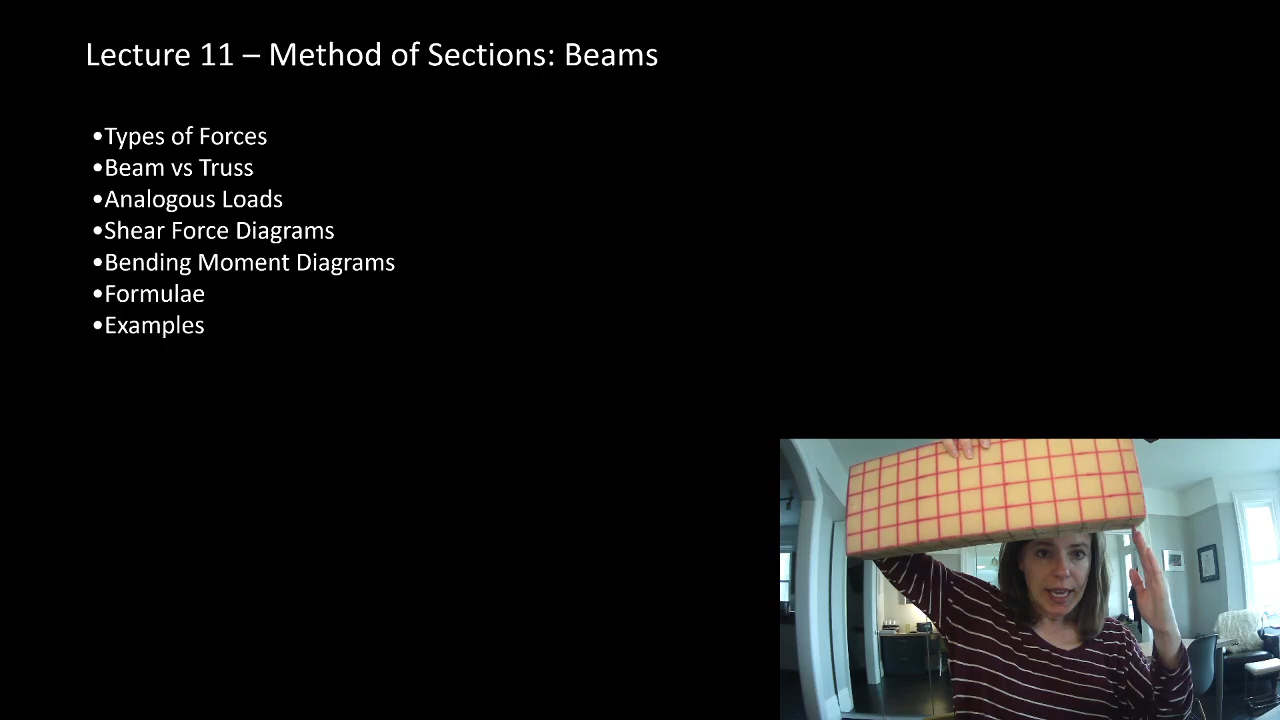 Lecture 11 – Method of Sections: Beams
•Types of Forces
•Beam vs Truss
•Analogous Loads
•Shear Force Diagrams
•Bending Moment Diagrams
•Formulae
•Examples